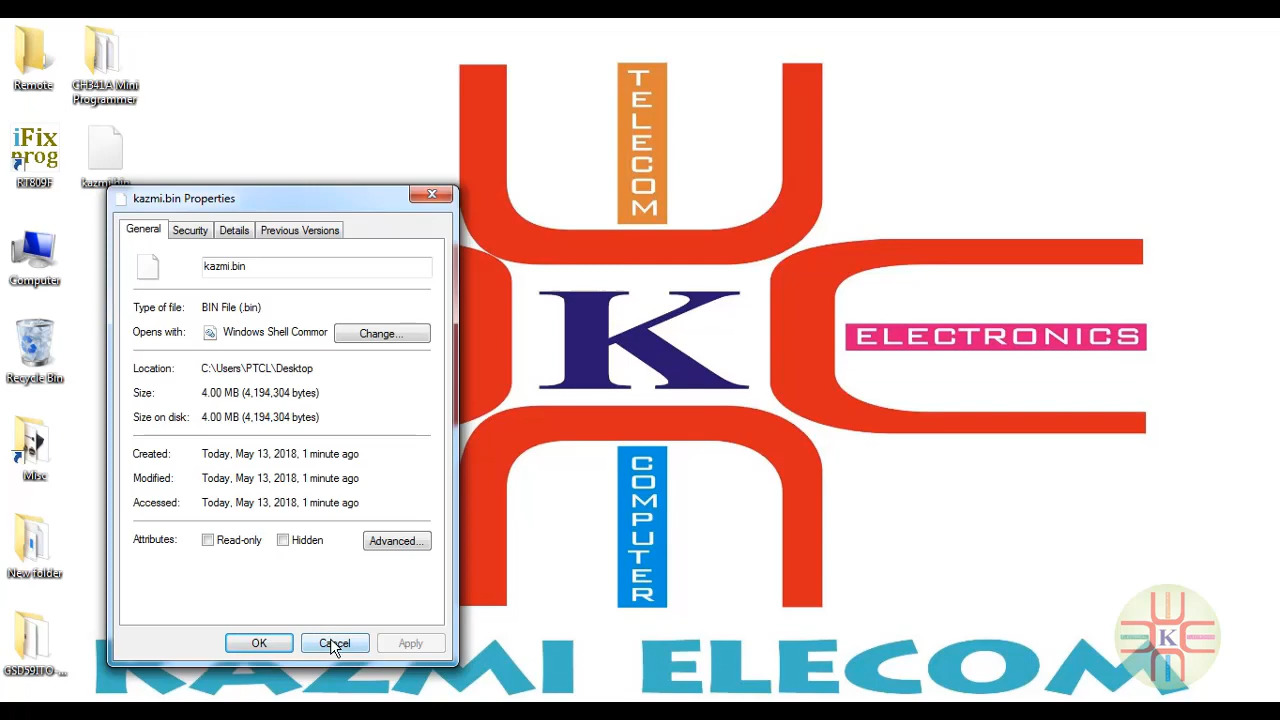 Remote
CH341A Mini
Programmer
iFix
prog
RT809F
kazmi.bin
Computer
Recycle Bin
Misc
New folder
GSD59ITO-...
kazmi.bin Properties
General
Security
Details
Previous Versions
kazmi.bin
Type of file:
BIN File (.bin)
Opens with:
Windows Shell Commor
Change...
Location:
C:\Users\PTCL\Desktop
Size:
4.00 MB (4,194,304 bytes)
Size on disk:
4.00 MB (4,194,304 bytes)
Created:
Today, May 13, 2018, 1 minute ago
Modified:
Today, May 13, 2018, 1 minute ago
Accessed:
Today, May 13, 2018, 1 minute ago
Attributes:
Read-only
Hidden
Advanced...
OK
Cancel
Apply
TELECOM
K
ELECTRONICS
COMPUTER
KAZMI ELECOM
K